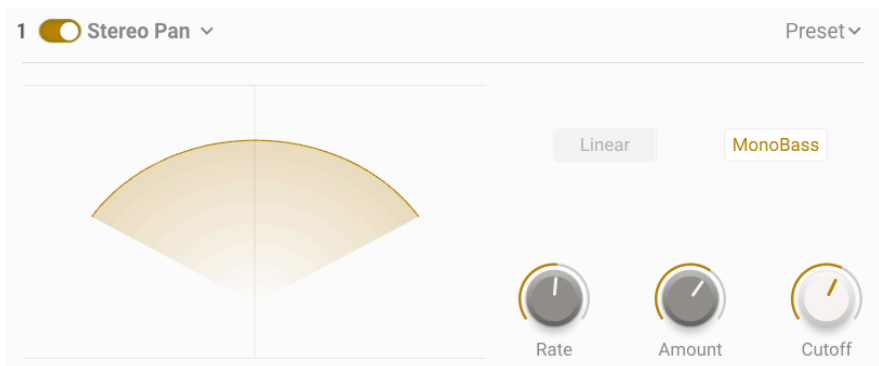 1 Stereo Pan Preset
Linear MonoBass
Rate Amount Cutoff